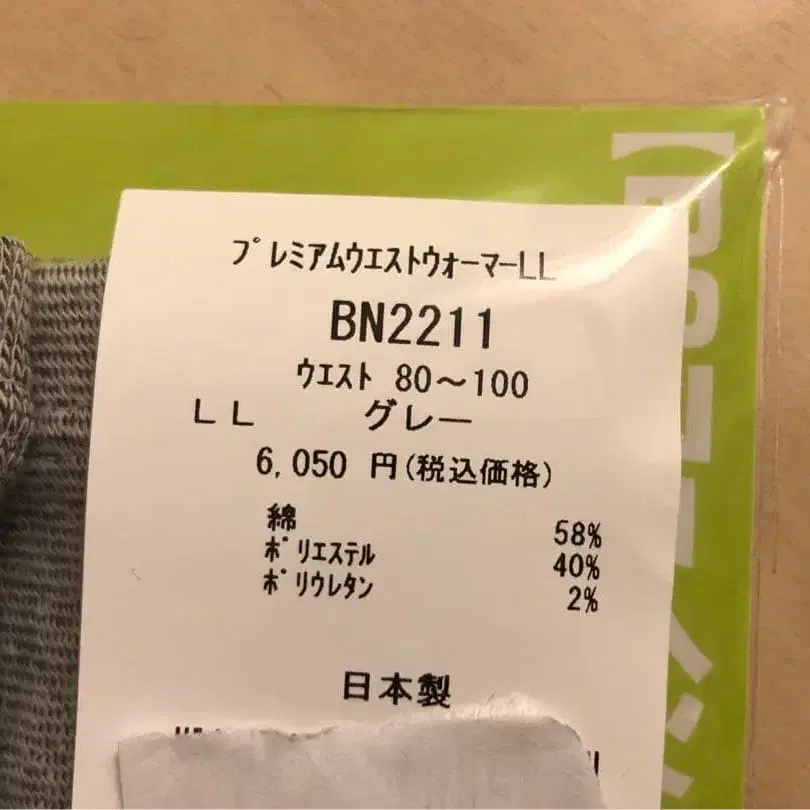 プレミアムウエストウォーマーLL
BN2211
ウエスト 80～100
LL グレー
6,050 円(税込価格)
綿 58%
ポリエステル 40%
ポリウレタン 2%
日本製